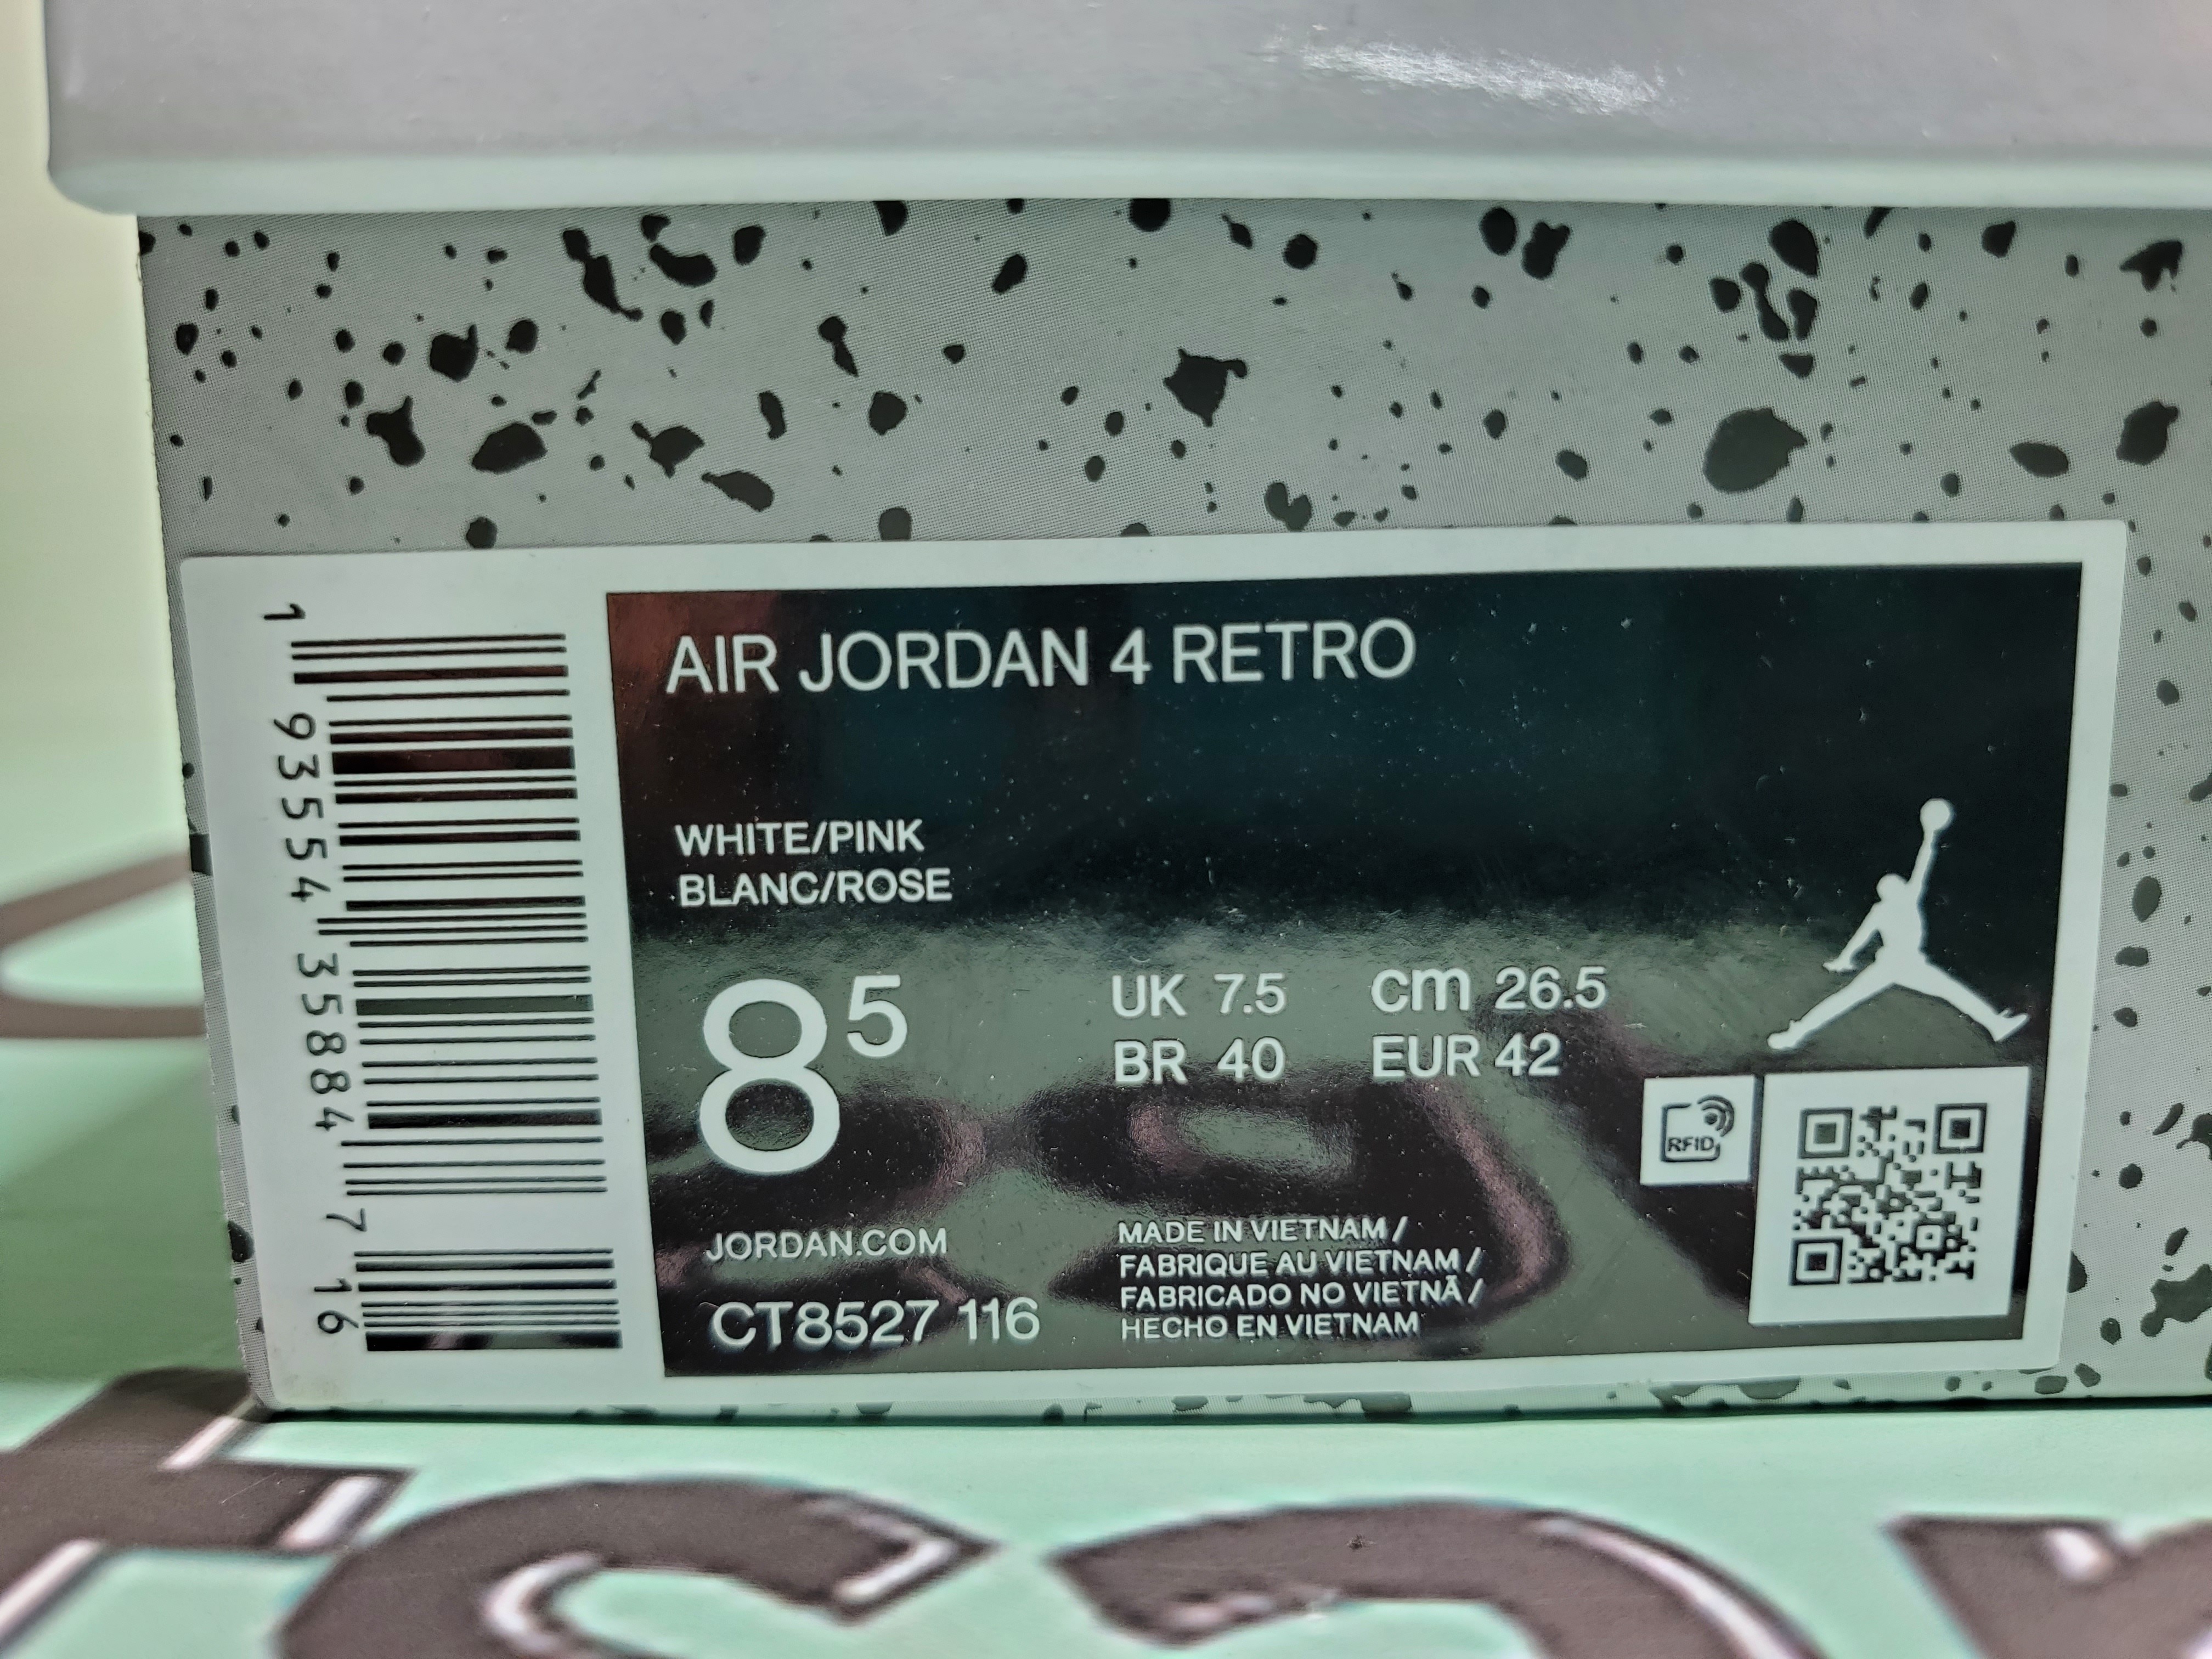 AIR JORDAN 4 RETRO
WHITE/PINK
BLANC/ROSE
8 5
UK 7.5 cm 26.5
BR 40 EUR 42
RFID
JORDAN.COM
CT8527 116
MADE IN VIETNAM /
FABRIQUE AU VIETNAM /
FABRICADO NO VIETNÃ /
HECHO EN VIETNAM
1 93554 35884 7 16